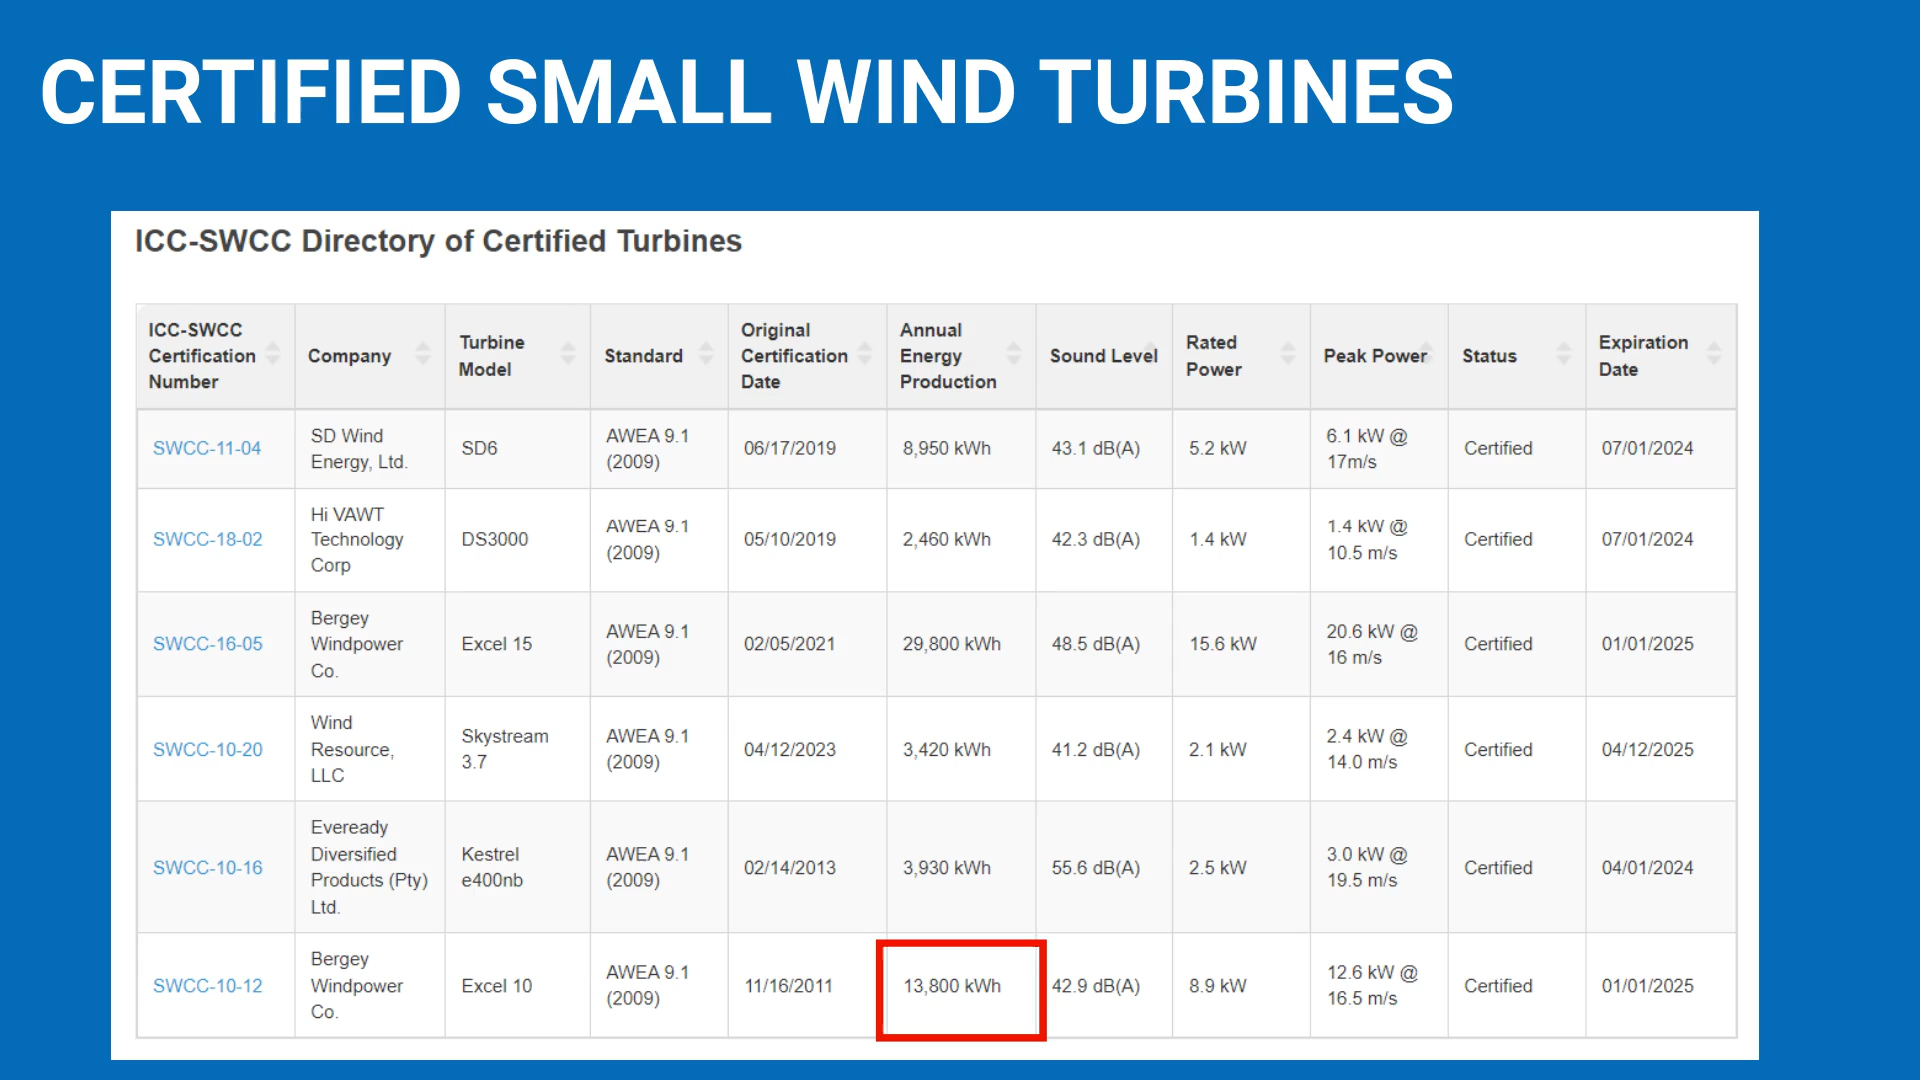 CERTIFIED SMALL WIND TURBINES
ICC-SWCC Directory of Certified Turbines
ICC-SWCC Certification Number
Company
Turbine Model
Standard
Original Certification Date
Annual Energy Production
Sound Level
Rated Power
Peak Power
Status
Expiration Date
SWCC-11-04
SD Wind Energy, Ltd.
SD6
AWEA 9.1 (2009)
06/17/2019
8,950 kWh
43.1 dB(A)
5.2 kW
6.1 kW @ 17m/s
Certified
07/01/2024
SWCC-18-02
Hi VAWT Technology Corp
DS3000
AWEA 9.1 (2009)
05/10/2019
2,460 kWh
42.3 dB(A)
1.4 kW
1.4 kW @ 10.5 m/s
Certified
07/01/2024
SWCC-16-05
Bergey Windpower Co.
Excel 15
AWEA 9.1 (2009)
02/05/2021
29,800 kWh
48.5 dB(A)
15.6 kW
20.6 kW @ 16 m/s
Certified
01/01/2025
SWCC-10-20
Wind Resource, LLC
Skystream 3.7
AWEA 9.1 (2009)
04/12/2023
3,420 kWh
41.2 dB(A)
2.1 kW
2.4 kW @ 14.0 m/s
Certified
04/12/2025
SWCC-10-16
Eveready Diversified Products (Pty) Ltd.
Kestrel e400nb
AWEA 9.1 (2009)
02/14/2013
3,930 kWh
55.6 dB(A)
2.5 kW
3.0 kW @ 19.5 m/s
Certified
04/01/2024
SWCC-10-12
Bergey Windpower Co.
Excel 10
AWEA 9.1 (2009)
11/16/2011
13,800 kWh
42.9 dB(A)
8.9 kW
12.6 kW @ 16.5 m/s
Certified
01/01/2025